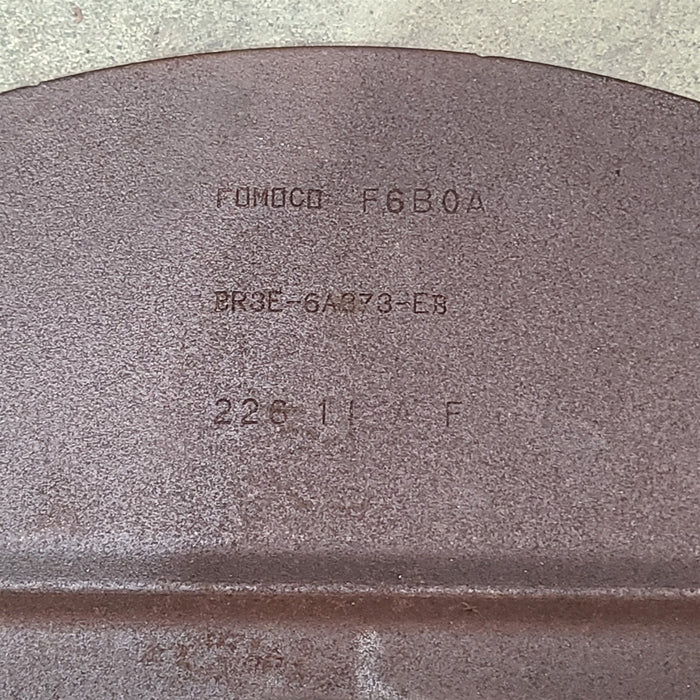 FOMOCO F6B0A
BR3E-6A373-EB
226 11 A F